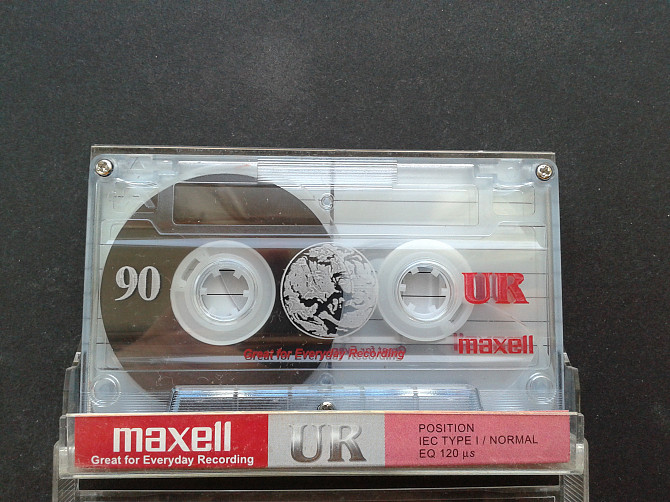 90
UR
maxell
Great for Everyday Recording
maxell
Great for Everyday Recording
UR
POSITION
IEC TYPE I / NORMAL
EQ 120 µs